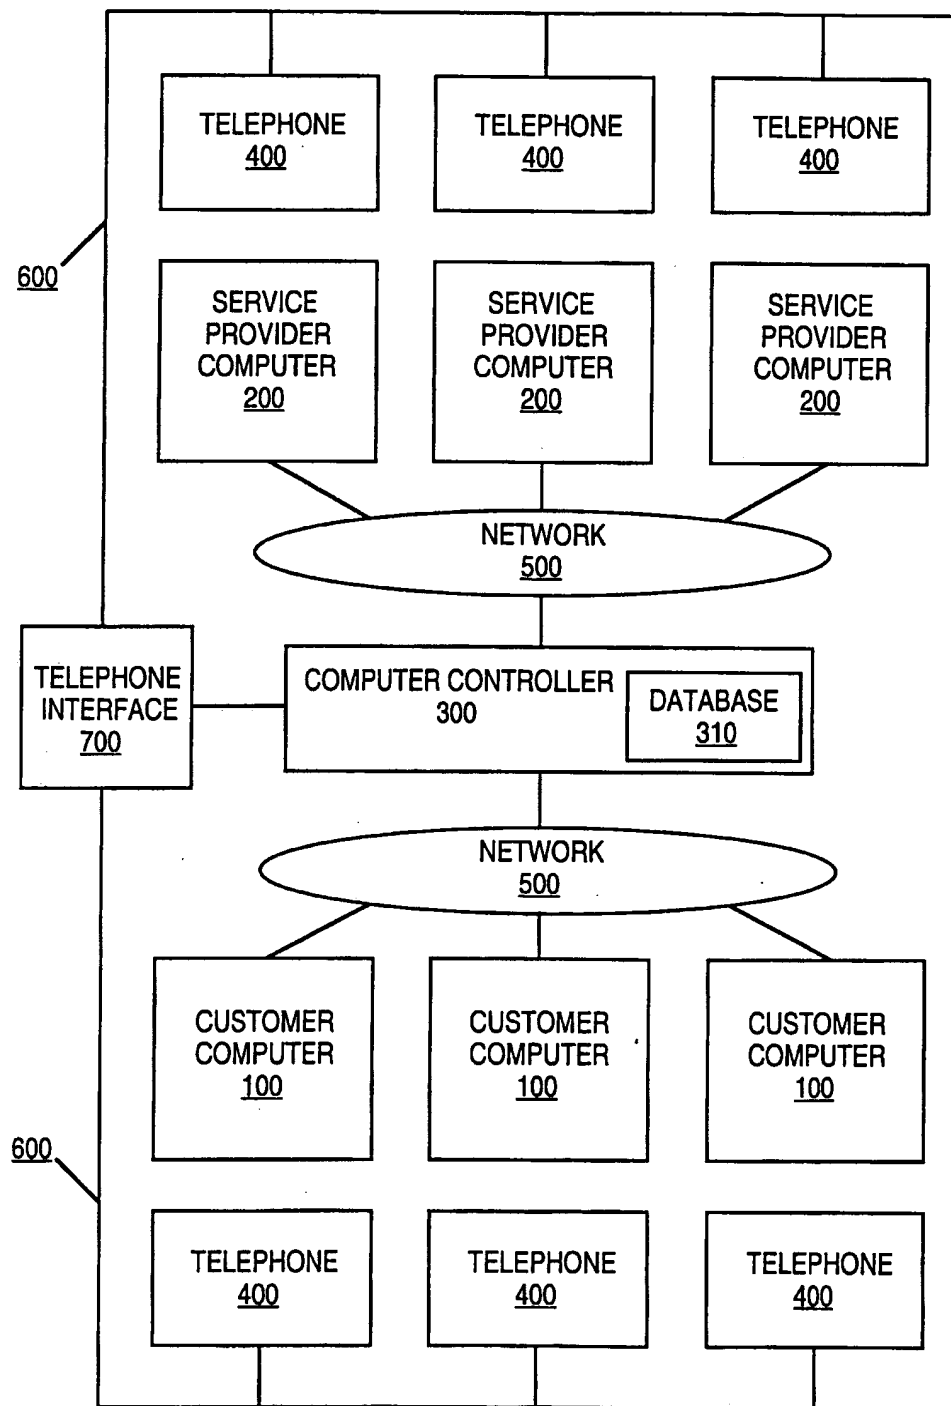 TELEPHONE
400
TELEPHONE
400
TELEPHONE
400
600
SERVICE
PROVIDER
COMPUTER
200
SERVICE
PROVIDER
COMPUTER
200
SERVICE
PROVIDER
COMPUTER
200
NETWORK
500
TELEPHONE
INTERFACE
700
COMPUTER CONTROLLER
300
DATABASE
310
NETWORK
500
CUSTOMER
COMPUTER
100
CUSTOMER
COMPUTER
100
CUSTOMER
COMPUTER
100
600
TELEPHONE
400
TELEPHONE
400
TELEPHONE
400